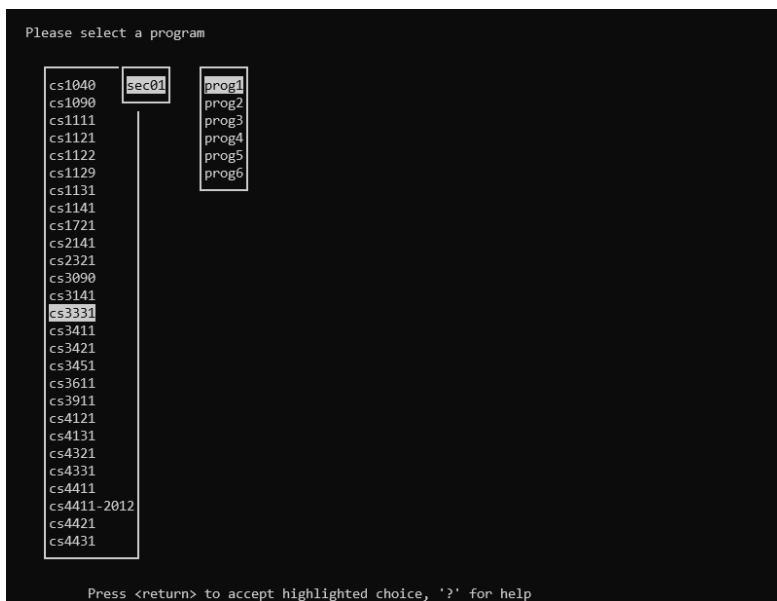 Please select a program
cs1040 sec01 prog1
cs1090 prog2
cs1111 prog3
cs1121 prog4
cs1122 prog5
cs1129 prog6
cs1131
cs1141
cs1721
cs2141
cs2321
cs3090
cs3141
cs3331
cs3411
cs3421
cs3451
cs3611
cs3911
cs4121
cs4131
cs4321
cs4331
cs4411
cs4411-2012
cs4421
cs4431
Press <return> to accept highlighted choice, '?' for help